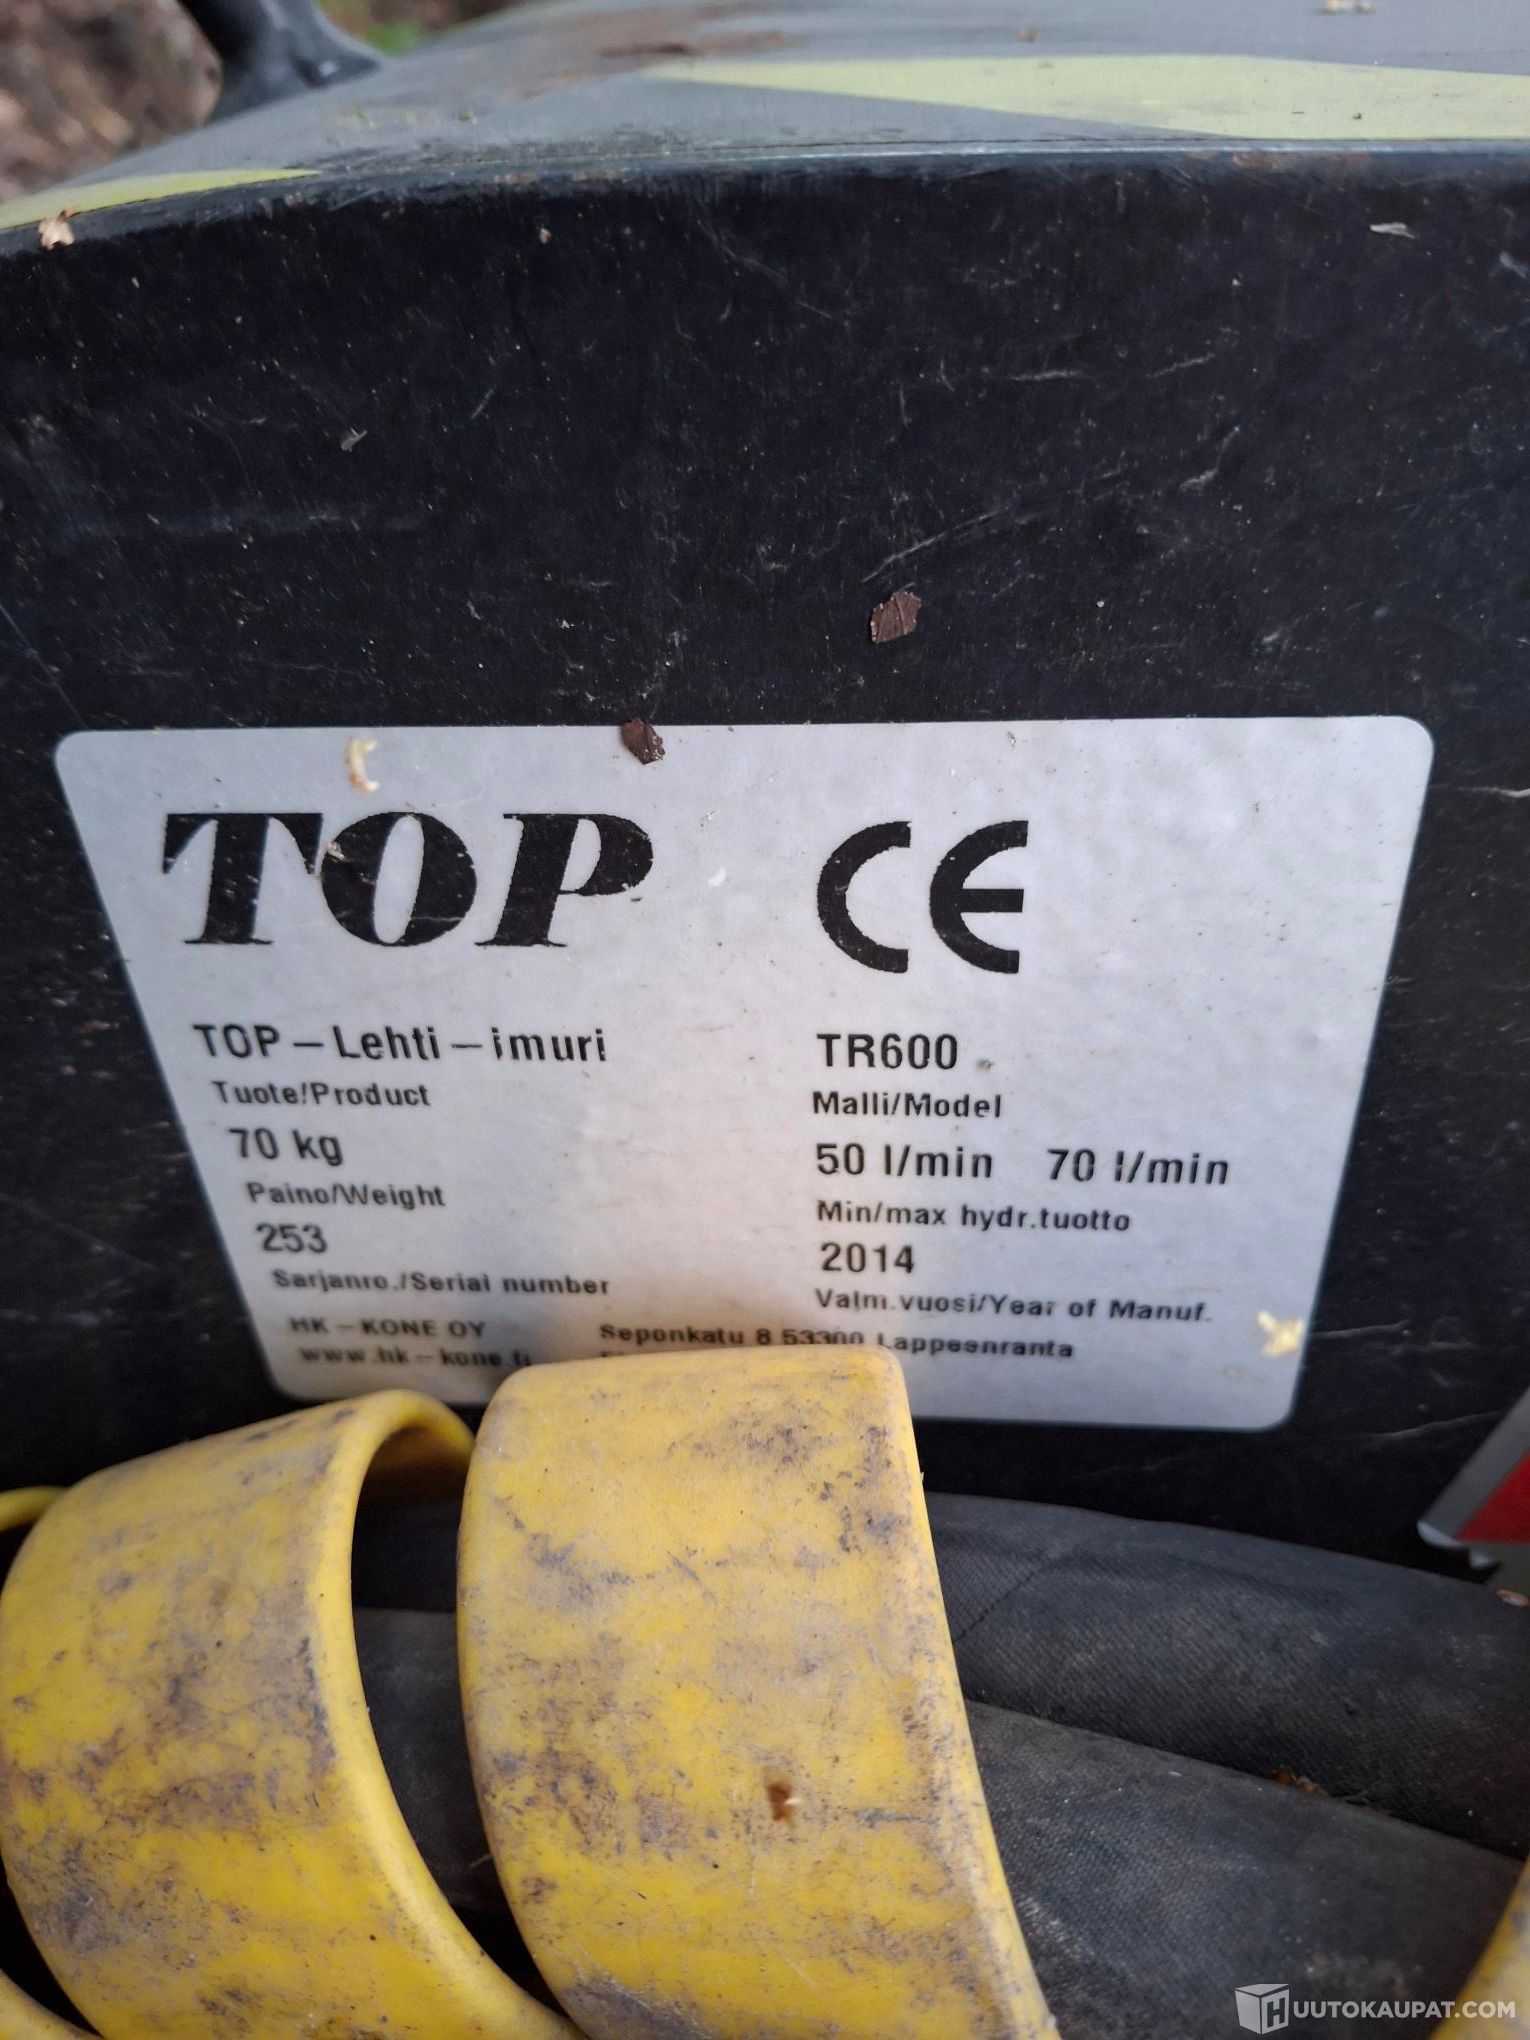 TOP CE
TOP – Lehti – imuri
Tuote/Product
70 kg
Paino/Weight
253
Sarjanro./Serial number
HK – KONE OY
www.hk – kone.fi
TR600
Malli/Model
50 l/min 70 l/min
Min/max hydr.tuotto
2014
Valm.vuosi/Year of Manuf.
Seponkatu 8 53300 Lappeenranta
HUUTOKAUPAT.COM